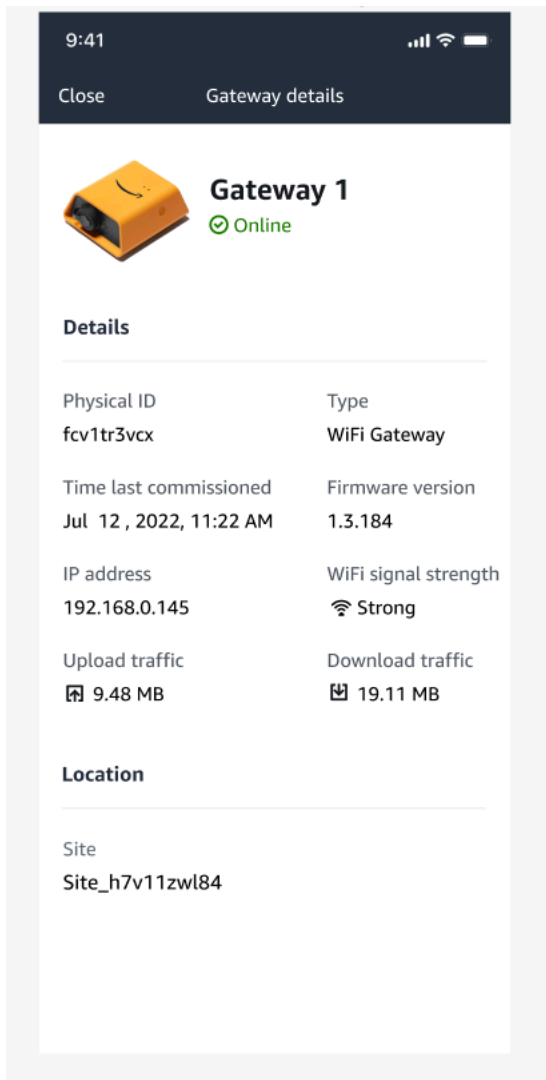 9:41
Close Gateway details
Gateway 1
Online
Details
Physical ID Type
fcv1tr3vcx WiFi Gateway
Time last commissioned Firmware version
Jul 12 , 2022, 11:22 AM 1.3.184
IP address WiFi signal strength
192.168.0.145 Strong
Upload traffic Download traffic
9.48 MB 19.11 MB
Location
Site
Site_h7v11zwl84